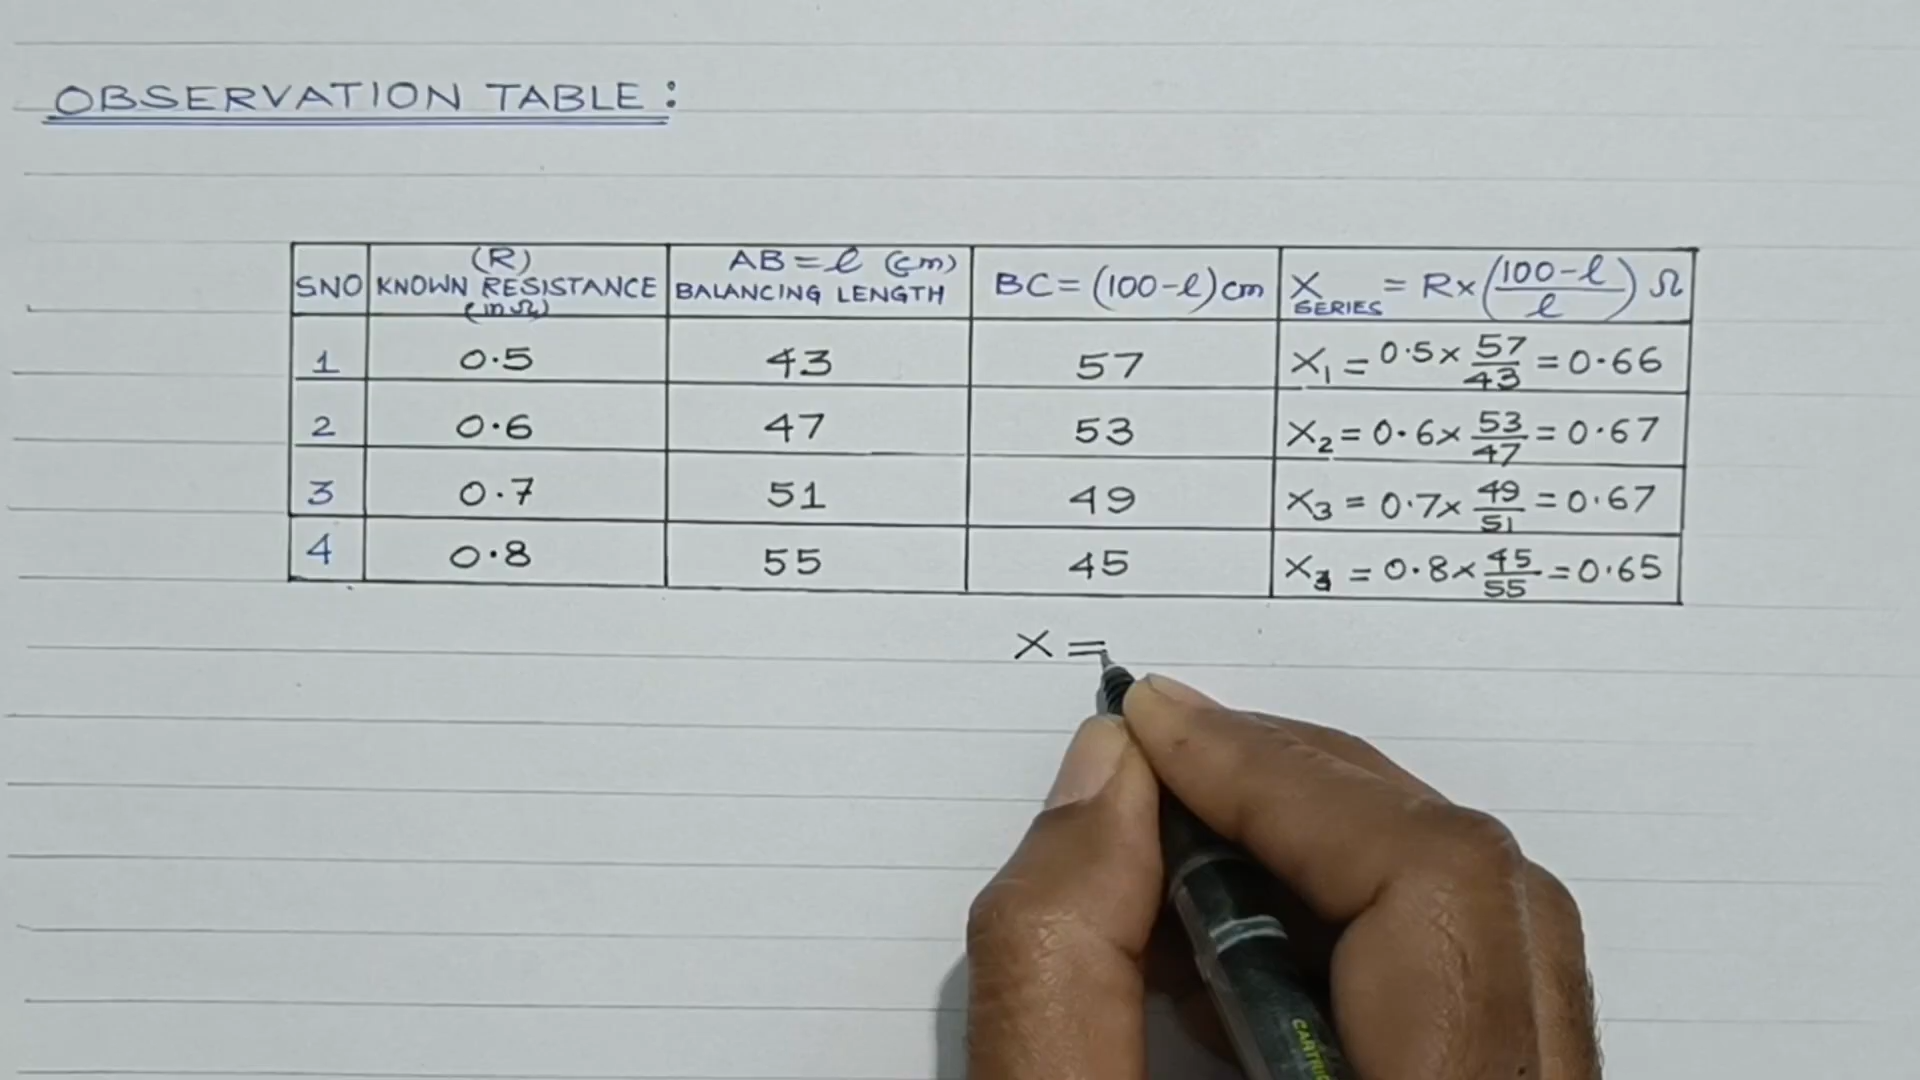 OBSERVATION TABLE:
SNO (R) KNOWN RESISTANCE (in Ω) AB = ℓ (cm) BALANCING LENGTH BC = (100-ℓ) cm X SERIES = R× (100-ℓ / ℓ) Ω
1 0.5 43 57 X₁ = 0.5 × 57/43 = 0.66
2 0.6 47 53 X₂ = 0.6 × 53/47 = 0.67
3 0.7 51 49 X₃ = 0.7 × 49/51 = 0.67
4 0.8 55 45 X = 0.8 × 45/55 = 0.65
X =